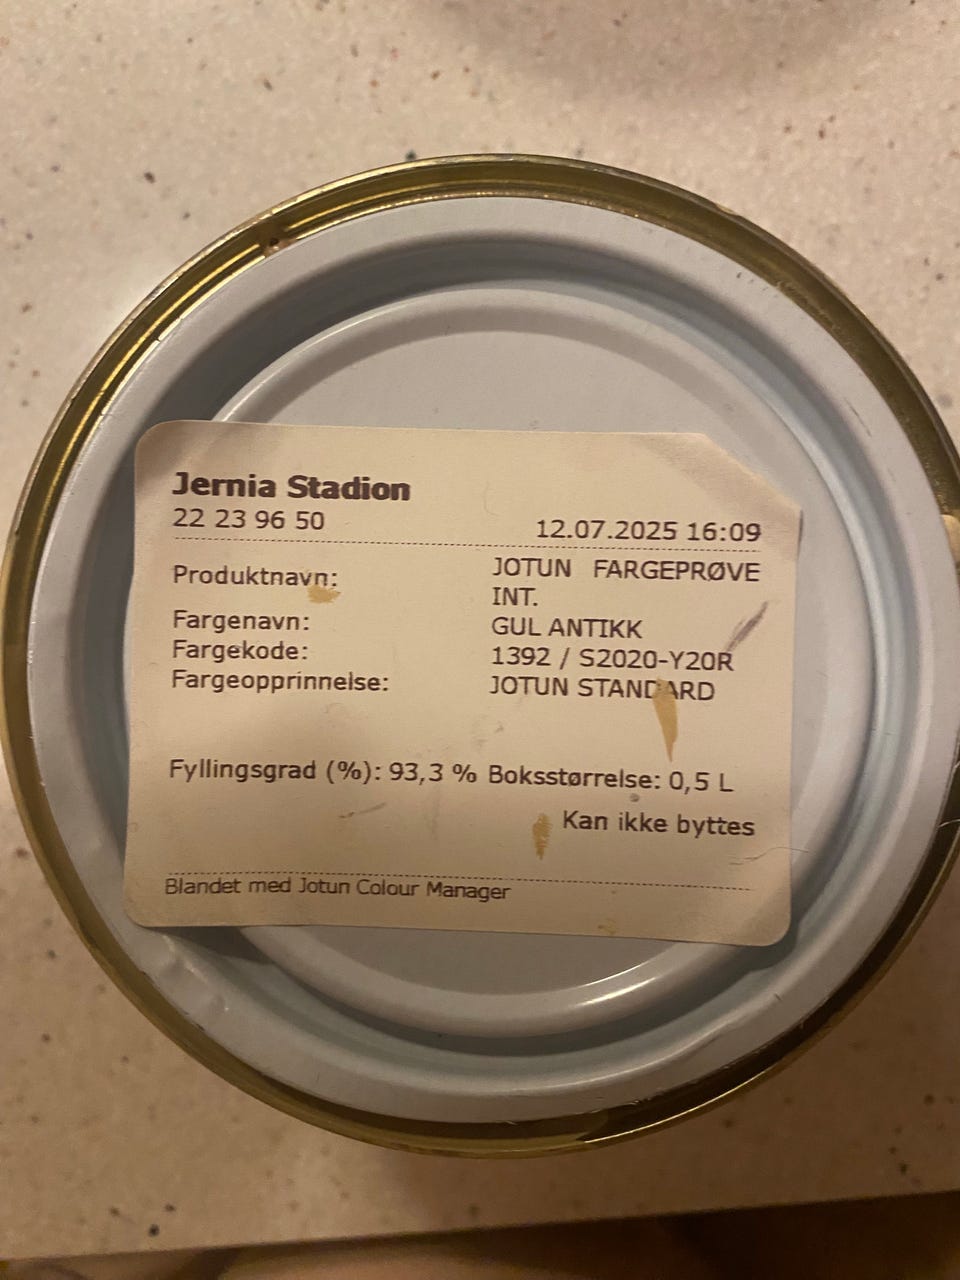 Jernia Stadion
22 23 96 50 12.07.2025 16:09
Produktnavn: JOTUN FARGEPRØVE
INT.
Fargenavn: GUL ANTIKK
Fargekode: 1392 / S2020-Y20R
Fargeopprinnelse: JOTUN STANDARD
Fyllingsgrad (%): 93,3 % Boksstørrelse: 0,5 L
Kan ikke byttes
Blandet med Jotun Colour Manager